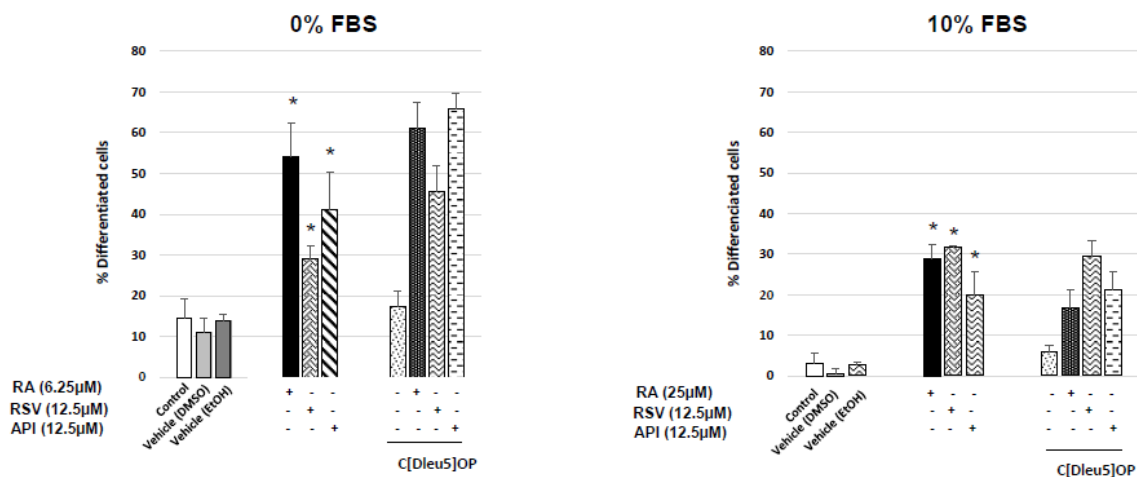 0% FBS
80
70
60
50
40
30
20
10
0
% Differentiated cells
* * *
Control
Vehicle (DMSO)
Vehicle (EtOH)
RA (6.25µM) + - - - + - -
RSV (12.5µM) - + - - - + -
API (12.5µM) - - + - - - +
C[Dleu5]OP
10% FBS
80
70
60
50
40
30
20
10
0
% Differenciated cells
* * *
Control
Vehicle (DMSO)
Vehicle (EtOH)
RA (25µM) + - - - + - -
RSV (12.5µM) - + - - - + -
API (12.5µM) - - + - - - +
C[Dleu5]OP